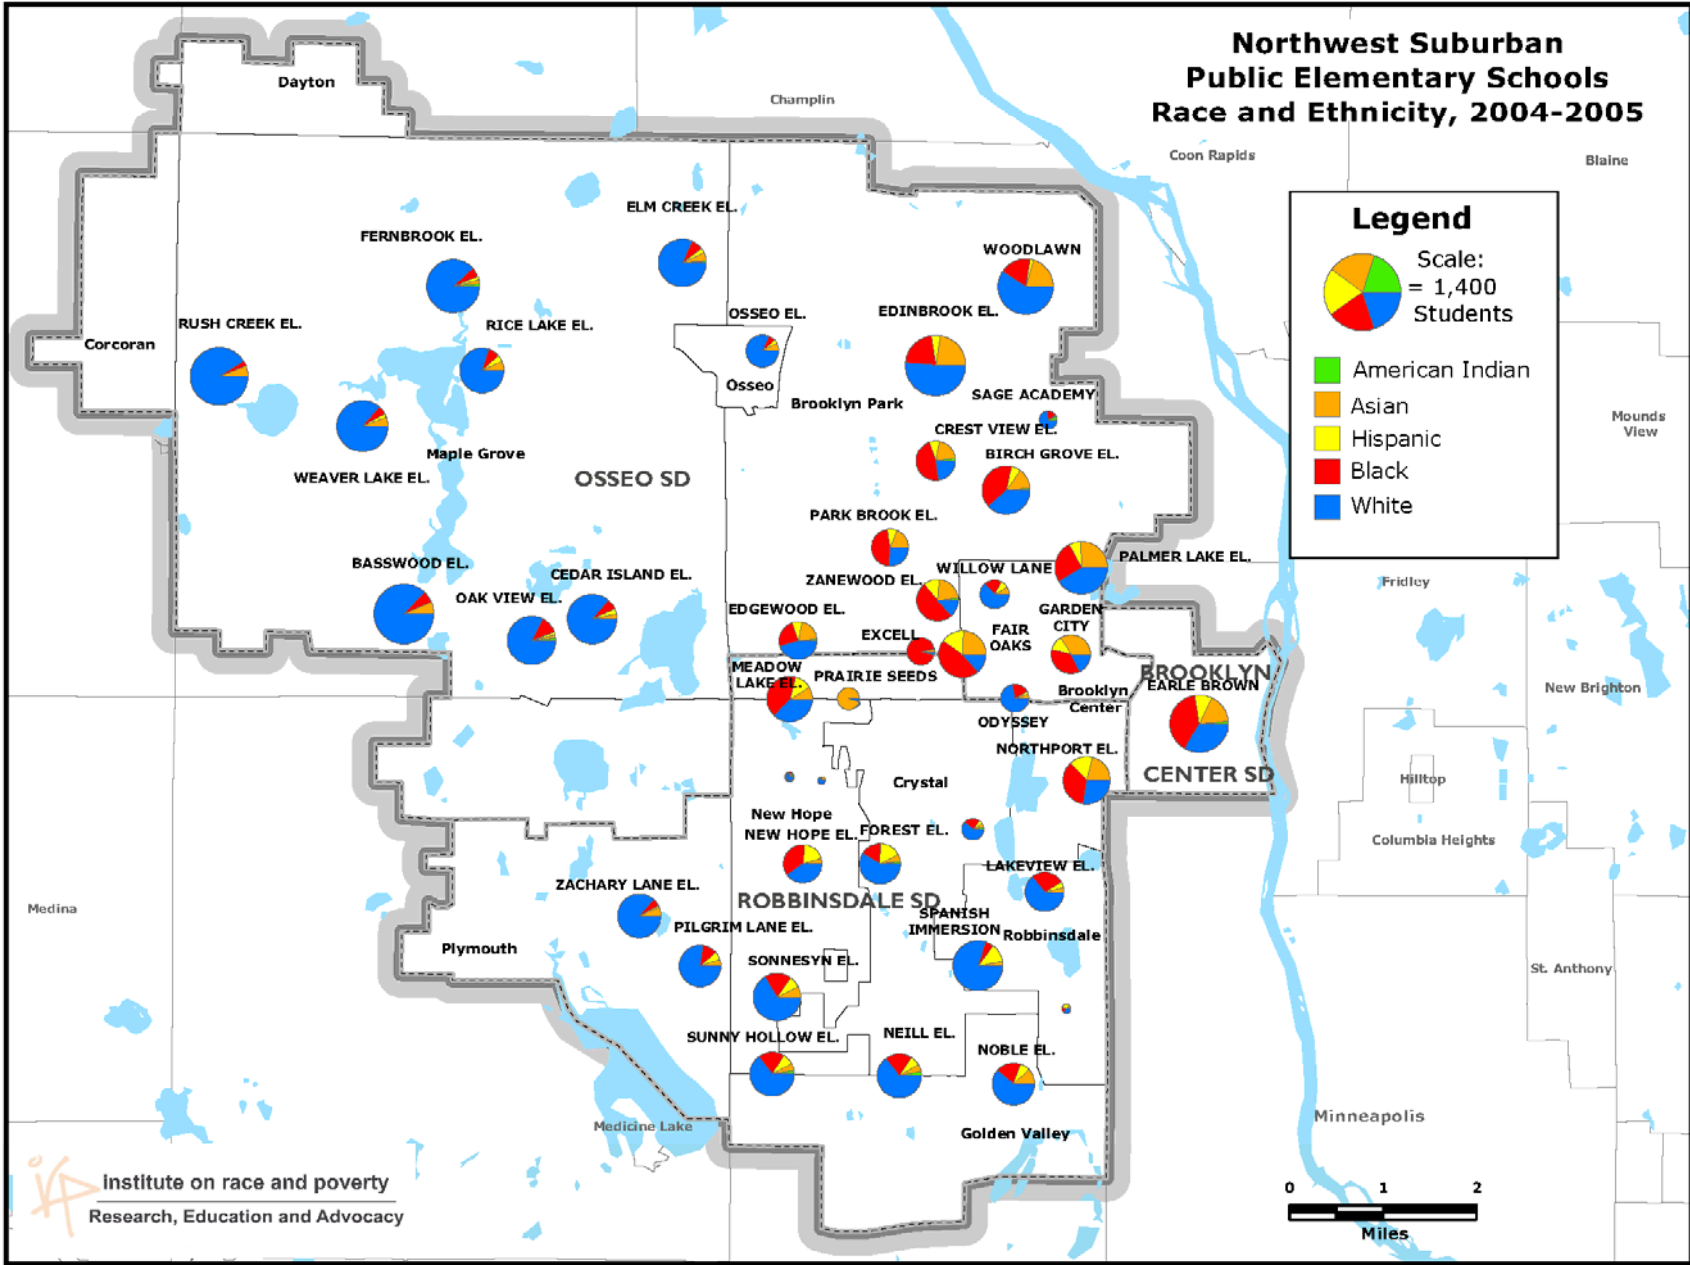 Northwest Suburban
Public Elementary Schools
Race and Ethnicity, 2004-2005
Dayton
Champlin
Coon Rapids
Blaine
Legend
Scale:
= 1,400
Students
American Indian
Asian
Hispanic
Black
White
ELM CREEK EL.
FERNBROOK EL.
WOODLAWN
RUSH CREEK EL.
RICE LAKE EL.
OSSEO EL.
EDINBROOK EL.
Corcoran
Osseo
Brooklyn Park
SAGE ACADEMY
Mounds
View
CREST VIEW EL.
Maple Grove
BIRCH GROVE EL.
WEAVER LAKE EL.
OSSEO SD
PARK BROOK EL.
PALMER LAKE EL.
BASSWOOD EL.
CEDAR ISLAND EL.
WILLOW LANE
ZANEWOOD EL.
Fridley
OAK VIEW EL.
EDGEWOOD EL.
GARDEN
CITY
EXCELL
FAIR
OAKS
MEADOW
LAKE EL.
PRAIRIE SEEDS
BROOKLYN
EARLE BROWN
Brooklyn
Center
New Brighton
ODYSSEY
NORTHPORT EL.
CENTER SD
Crystal
Hilltop
New Hope
NEW HOPE EL.
FOREST EL.
Columbia Heights
LAKEVIEW EL.
ZACHARY LANE EL.
ROBBINSDALE SD
Medina
SPANISH
IMMERSION
PILGRIM LANE EL.
Robbinsdale
Plymouth
SONNESYN EL.
St. Anthony
SUNNY HOLLOW EL.
NEILL EL.
NOBLE EL.
Medicine Lake
Golden Valley
Minneapolis
irp
Institute on race and poverty
Research, Education and Advocacy
0 1 2
Miles